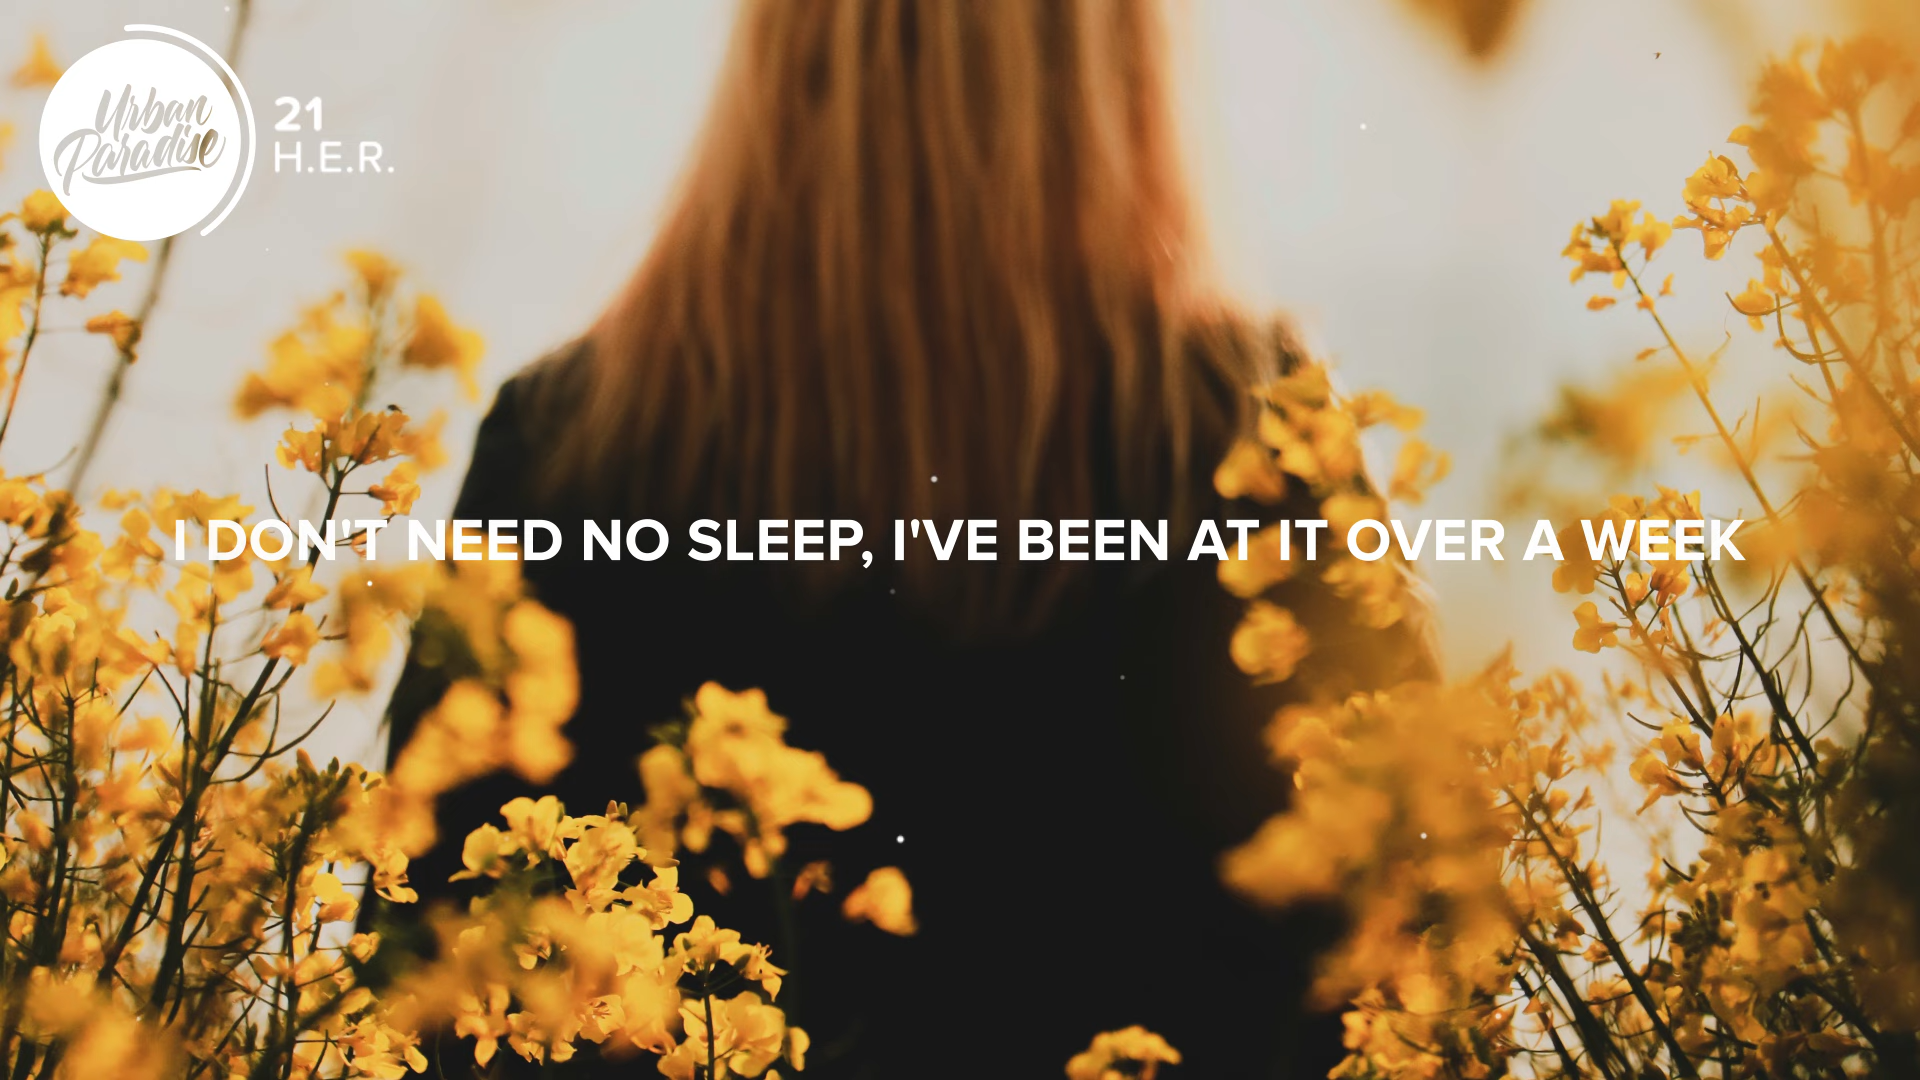 Urban
Paradise
21
H.E.R.
I DON'T NEED NO SLEEP, I'VE BEEN AT IT OVER A WEEK